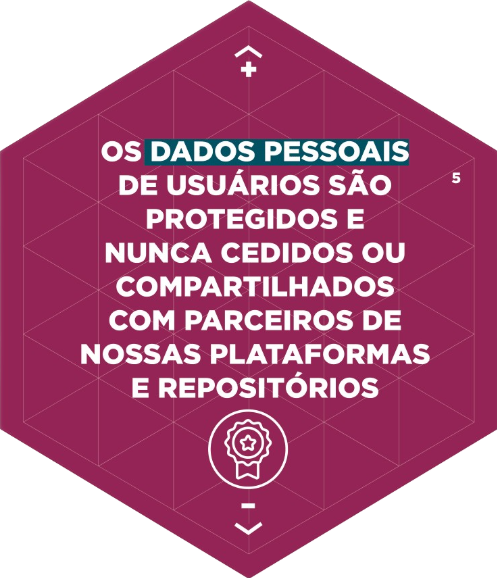 +
OS DADOS PESSOAIS
DE USUÁRIOS SÃO
5
PROTEGIDOS E
NUNCA CEDIDOS OU
COMPARTILHADOS
COM PARCEIROS DE
NOSSAS PLATAFORMAS
E REPOSITÓRIOS
-